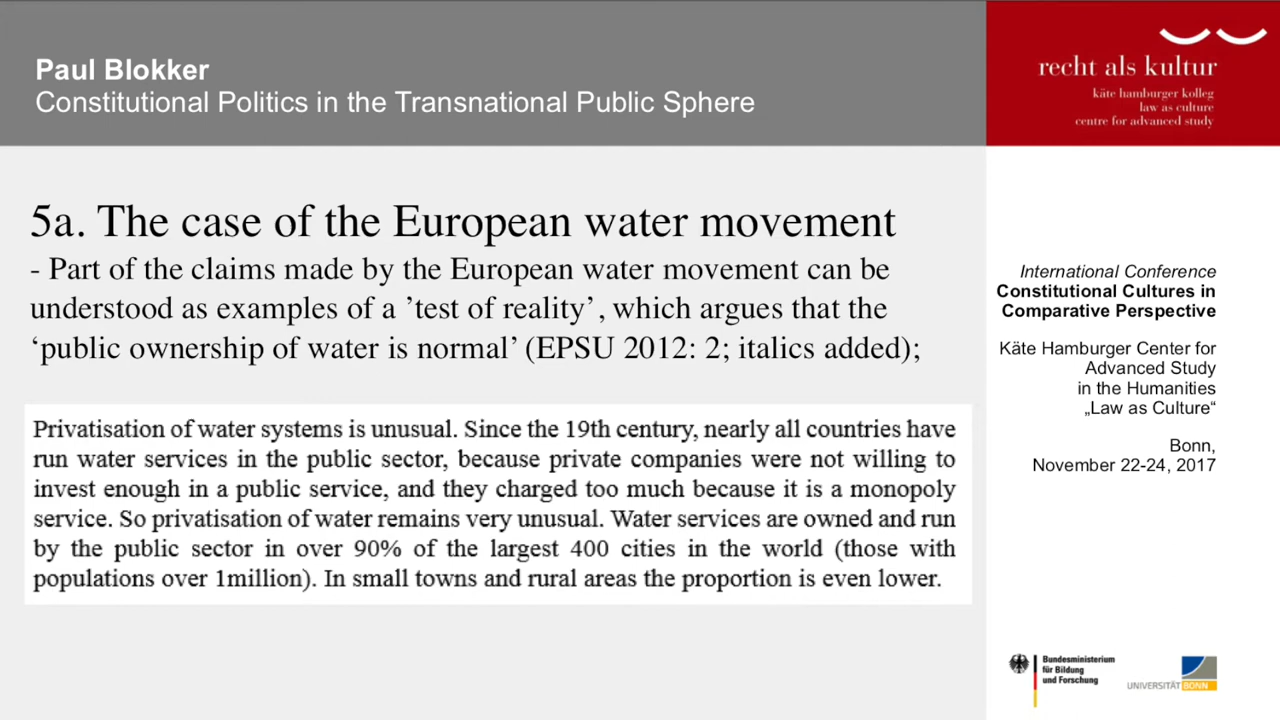 Paul Blokker
Constitutional Politics in the Transnational Public Sphere
recht als kultur
käte hamburger kolleg
law as culture
centre for advanced study
5a. The case of the European water movement
- Part of the claims made by the European water movement can be
understood as examples of a ’test of reality’, which argues that the
‘public ownership of water is normal’ (EPSU 2012: 2; italics added);
Privatisation of water systems is unusual. Since the 19th century, nearly all countries have
run water services in the public sector, because private companies were not willing to
invest enough in a public service, and they charged too much because it is a monopoly
service. So privatisation of water remains very unusual. Water services are owned and run
by the public sector in over 90% of the largest 400 cities in the world (those with
populations over 1million). In small towns and rural areas the proportion is even lower.
International Conference
Constitutional Cultures in
Comparative Perspective
Käte Hamburger Center for
Advanced Study
in the Humanities
„Law as Culture“
Bonn,
November 22-24, 2017
Bundesministerium
für Bildung
und Forschung
UNIVERSITÄT BONN